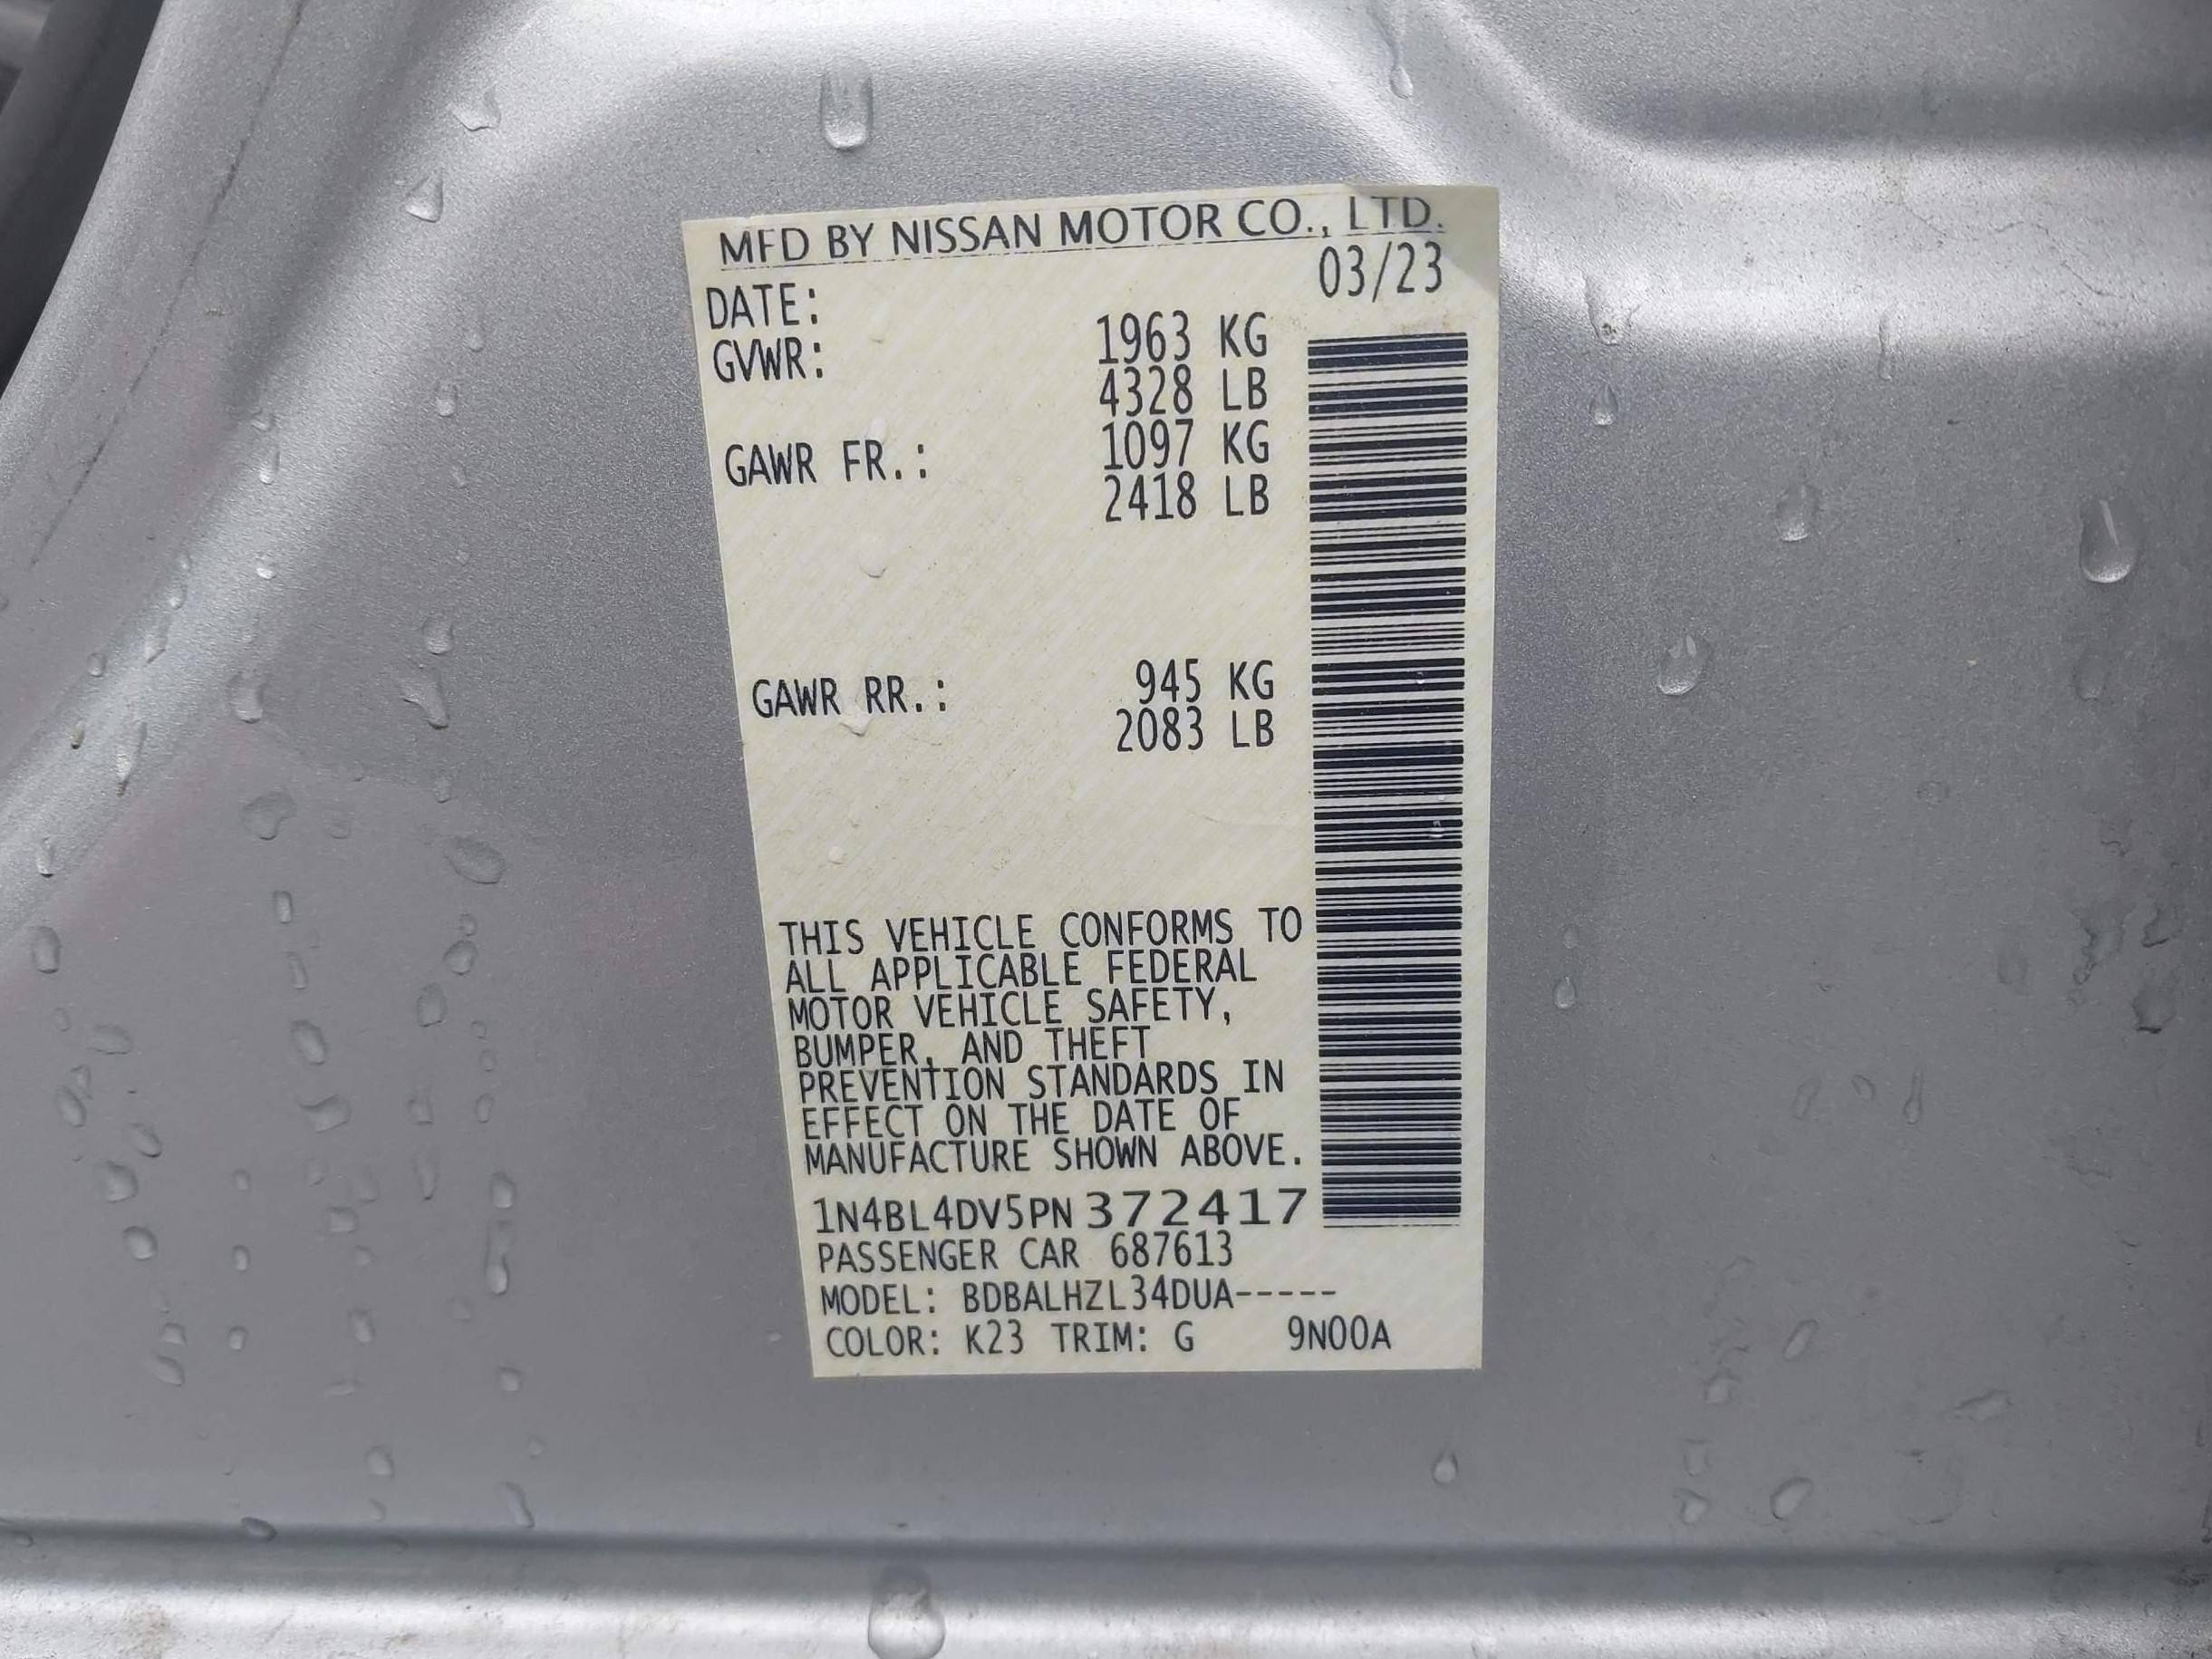 MFD BY NISSAN MOTOR CO., LTD.
DATE: 03/23
GVWR: 1963 KG
4328 LB
GAWR FR.: 1097 KG
2418 LB
GAWR RR.: 945 KG
2083 LB
THIS VEHICLE CONFORMS TO
ALL APPLICABLE FEDERAL
MOTOR VEHICLE SAFETY,
BUMPER, AND THEFT
PREVENTION STANDARDS IN
EFFECT ON THE DATE OF
MANUFACTURE SHOWN ABOVE.
1N4BL4DV5PN372417
PASSENGER CAR 687613
MODEL: BDBALHZL34DUA-----
COLOR: K23 TRIM: G 9N00A